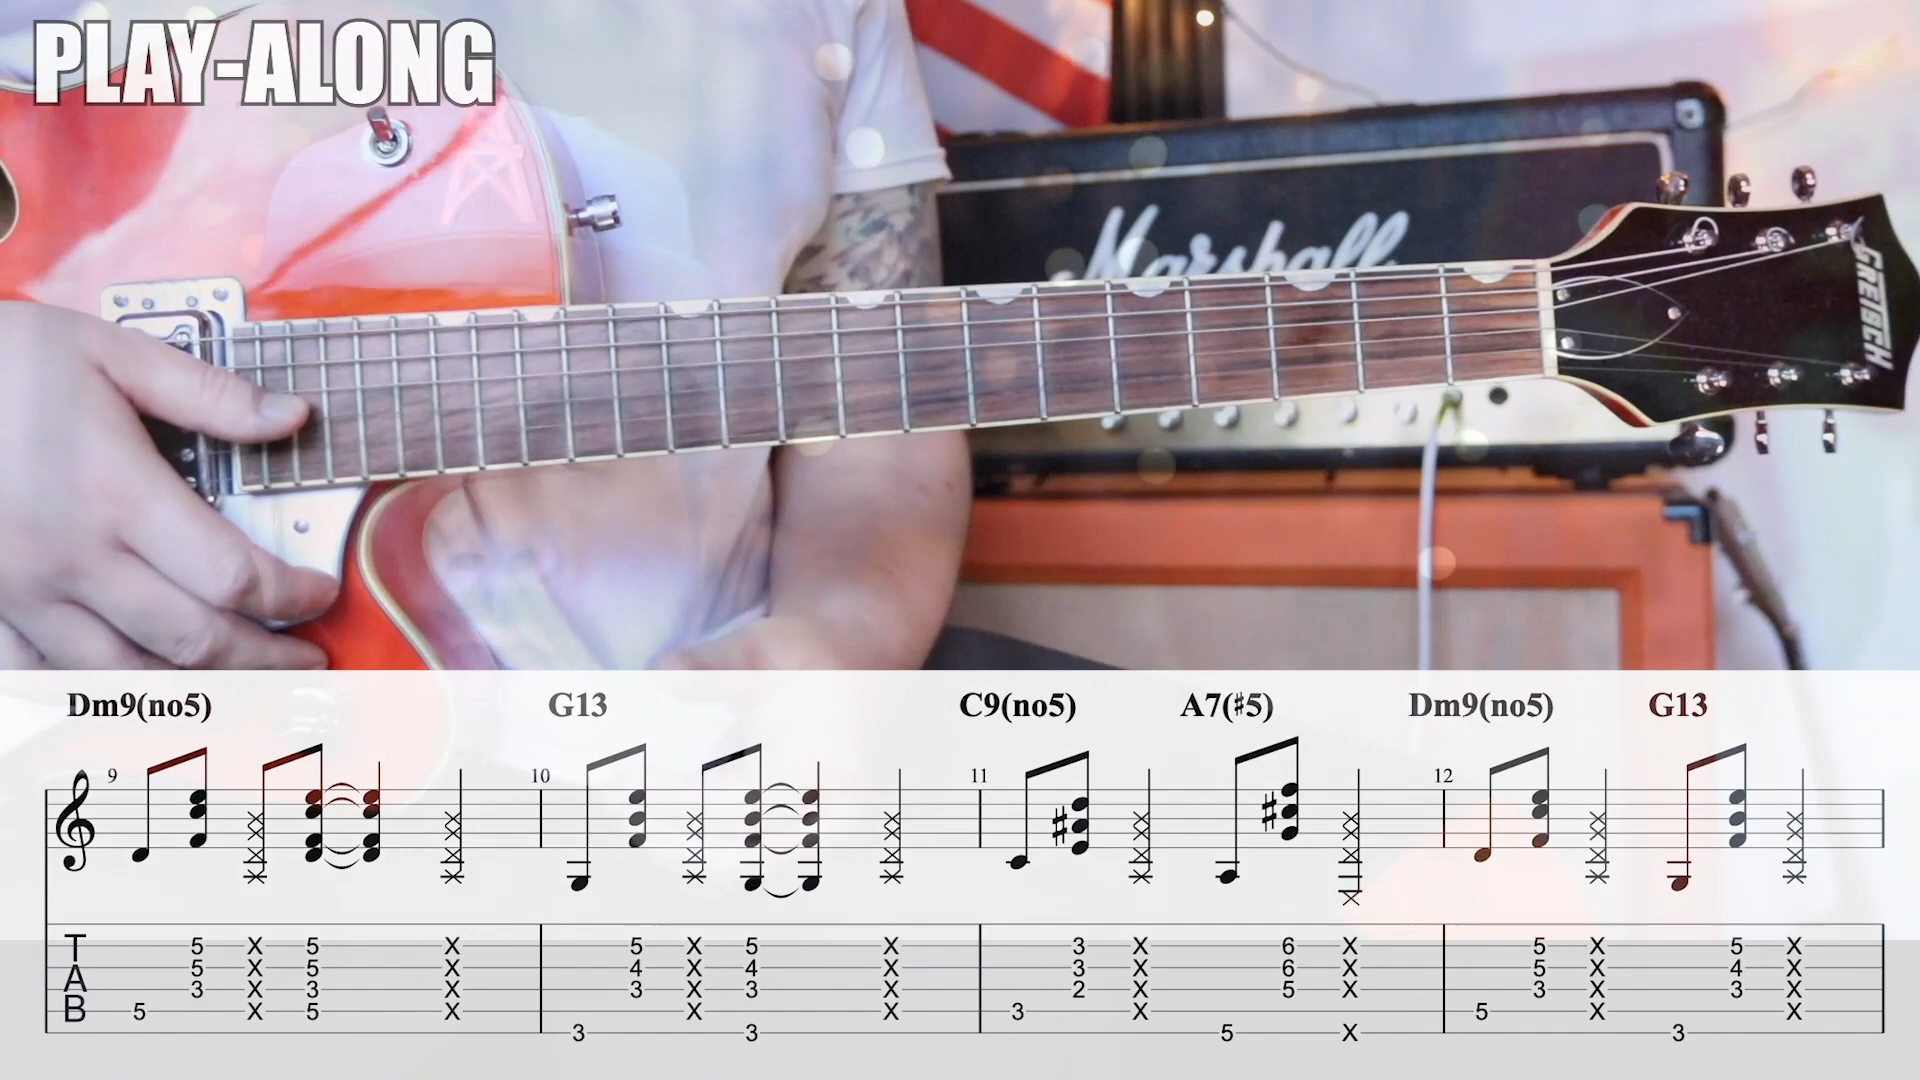 PLAY-ALONG
Marshall
GRETSCH
Dm9(no5) G13 C9(no5) A7(♯5) Dm9(no5) G13
9 10 11 12
T 5 X 5 X 5 X 5 X 3 X 6 X 5 X 5 X
A 5 X 5 X 4 X 4 X 3 X 6 X 5 X 4 X
3 X 3 X 3 X 3 X 2 X 5 X 3 X 3 X
B 5 X 5 X X X 3 X 5 X X
3 3 5 X 3